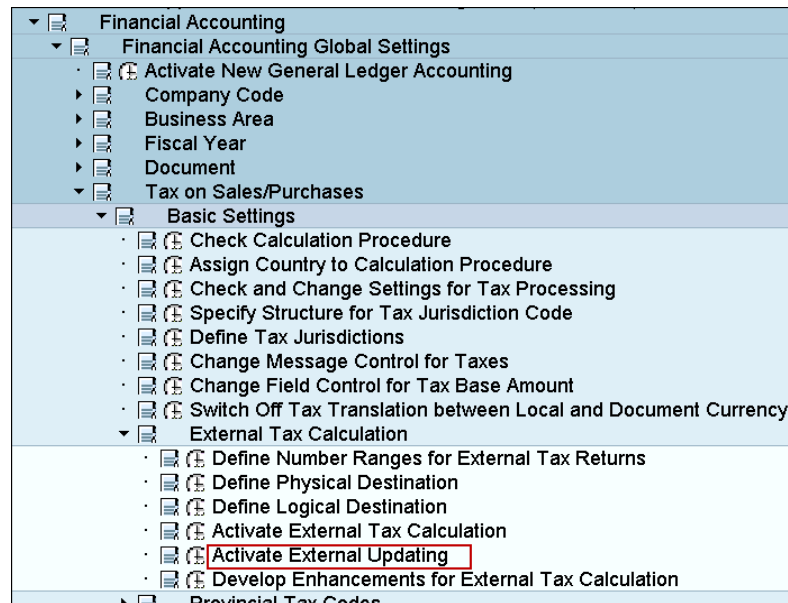 Financial Accounting
Financial Accounting Global Settings
Activate New General Ledger Accounting
Company Code
Business Area
Fiscal Year
Document
Tax on Sales/Purchases
Basic Settings
Check Calculation Procedure
Assign Country to Calculation Procedure
Check and Change Settings for Tax Processing
Specify Structure for Tax Jurisdiction Code
Define Tax Jurisdictions
Change Message Control for Taxes
Change Field Control for Tax Base Amount
Switch Off Tax Translation between Local and Document Currency
External Tax Calculation
Define Number Ranges for External Tax Returns
Define Physical Destination
Define Logical Destination
Activate External Tax Calculation
Activate External Updating
Develop Enhancements for External Tax Calculation
Provincial Tax Codes